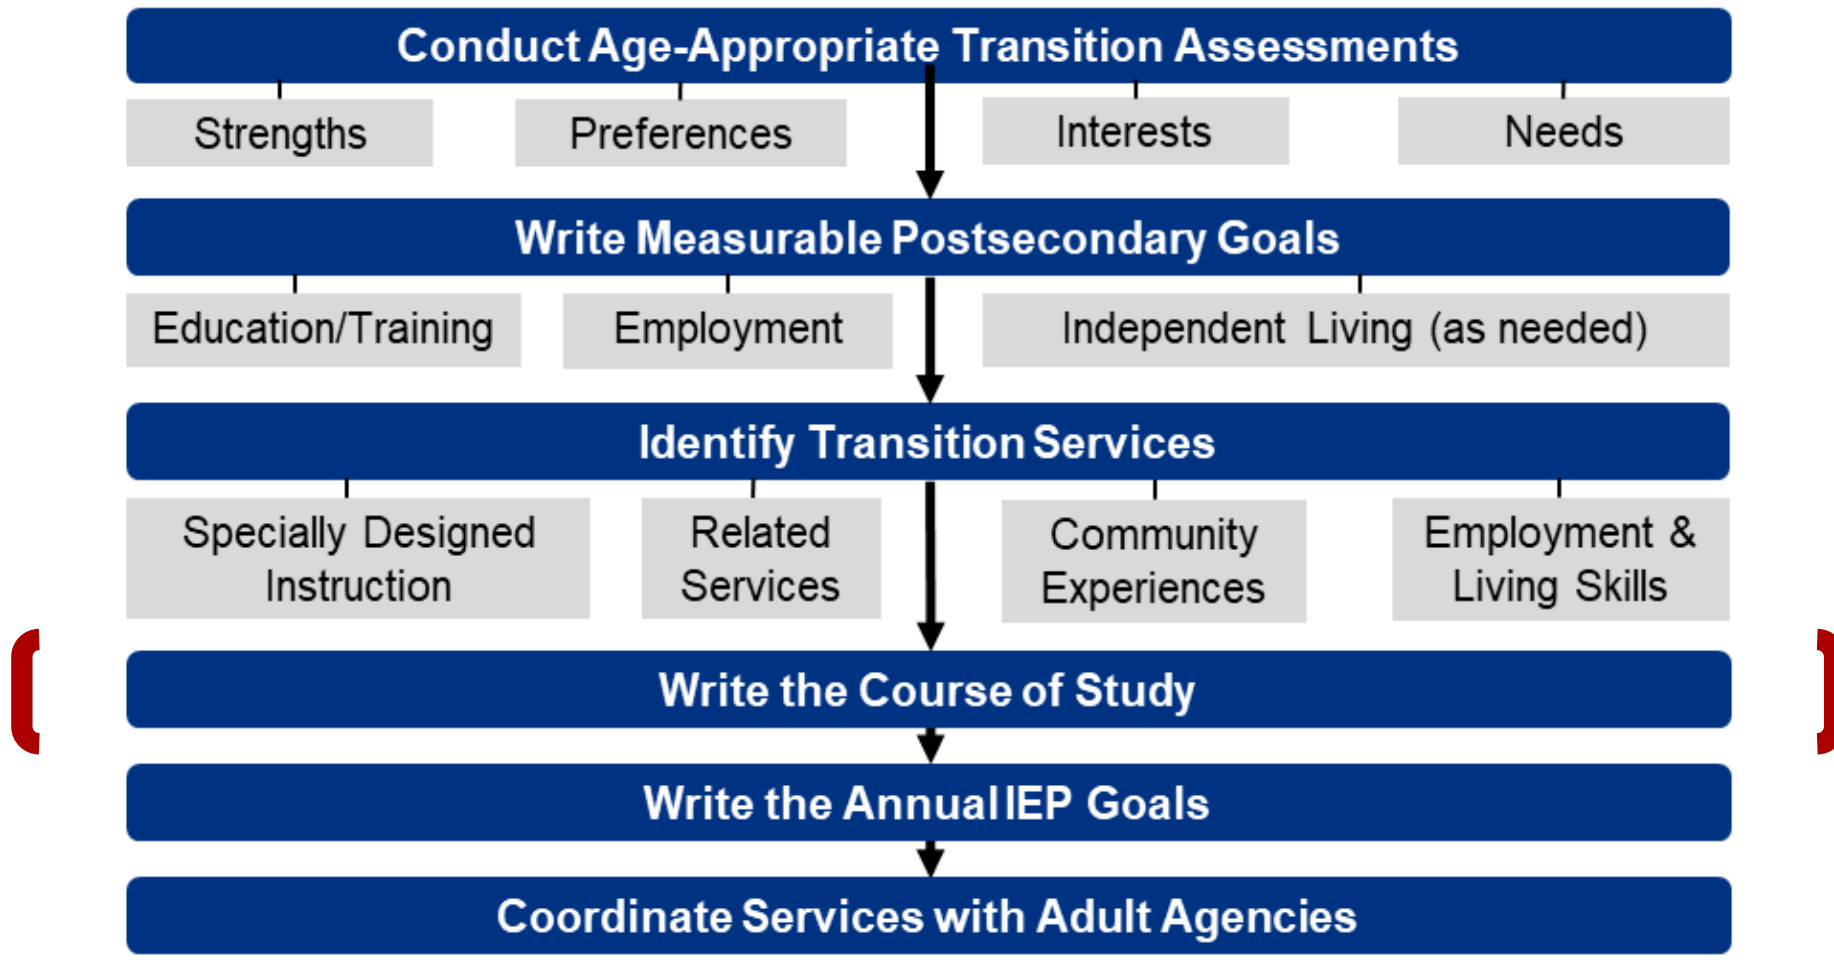 Conduct Age-Appropriate Transition Assessments
Strengths
Preferences
Interests
Needs
Write Measurable Postsecondary Goals
Education/Training
Employment
Independent Living (as needed)
Identify Transition Services
Specially Designed
Instruction
Related
Services
Community
Experiences
Employment &
Living Skills
Write the Course of Study
Write the Annual IEP Goals
Coordinate Services with Adult Agencies